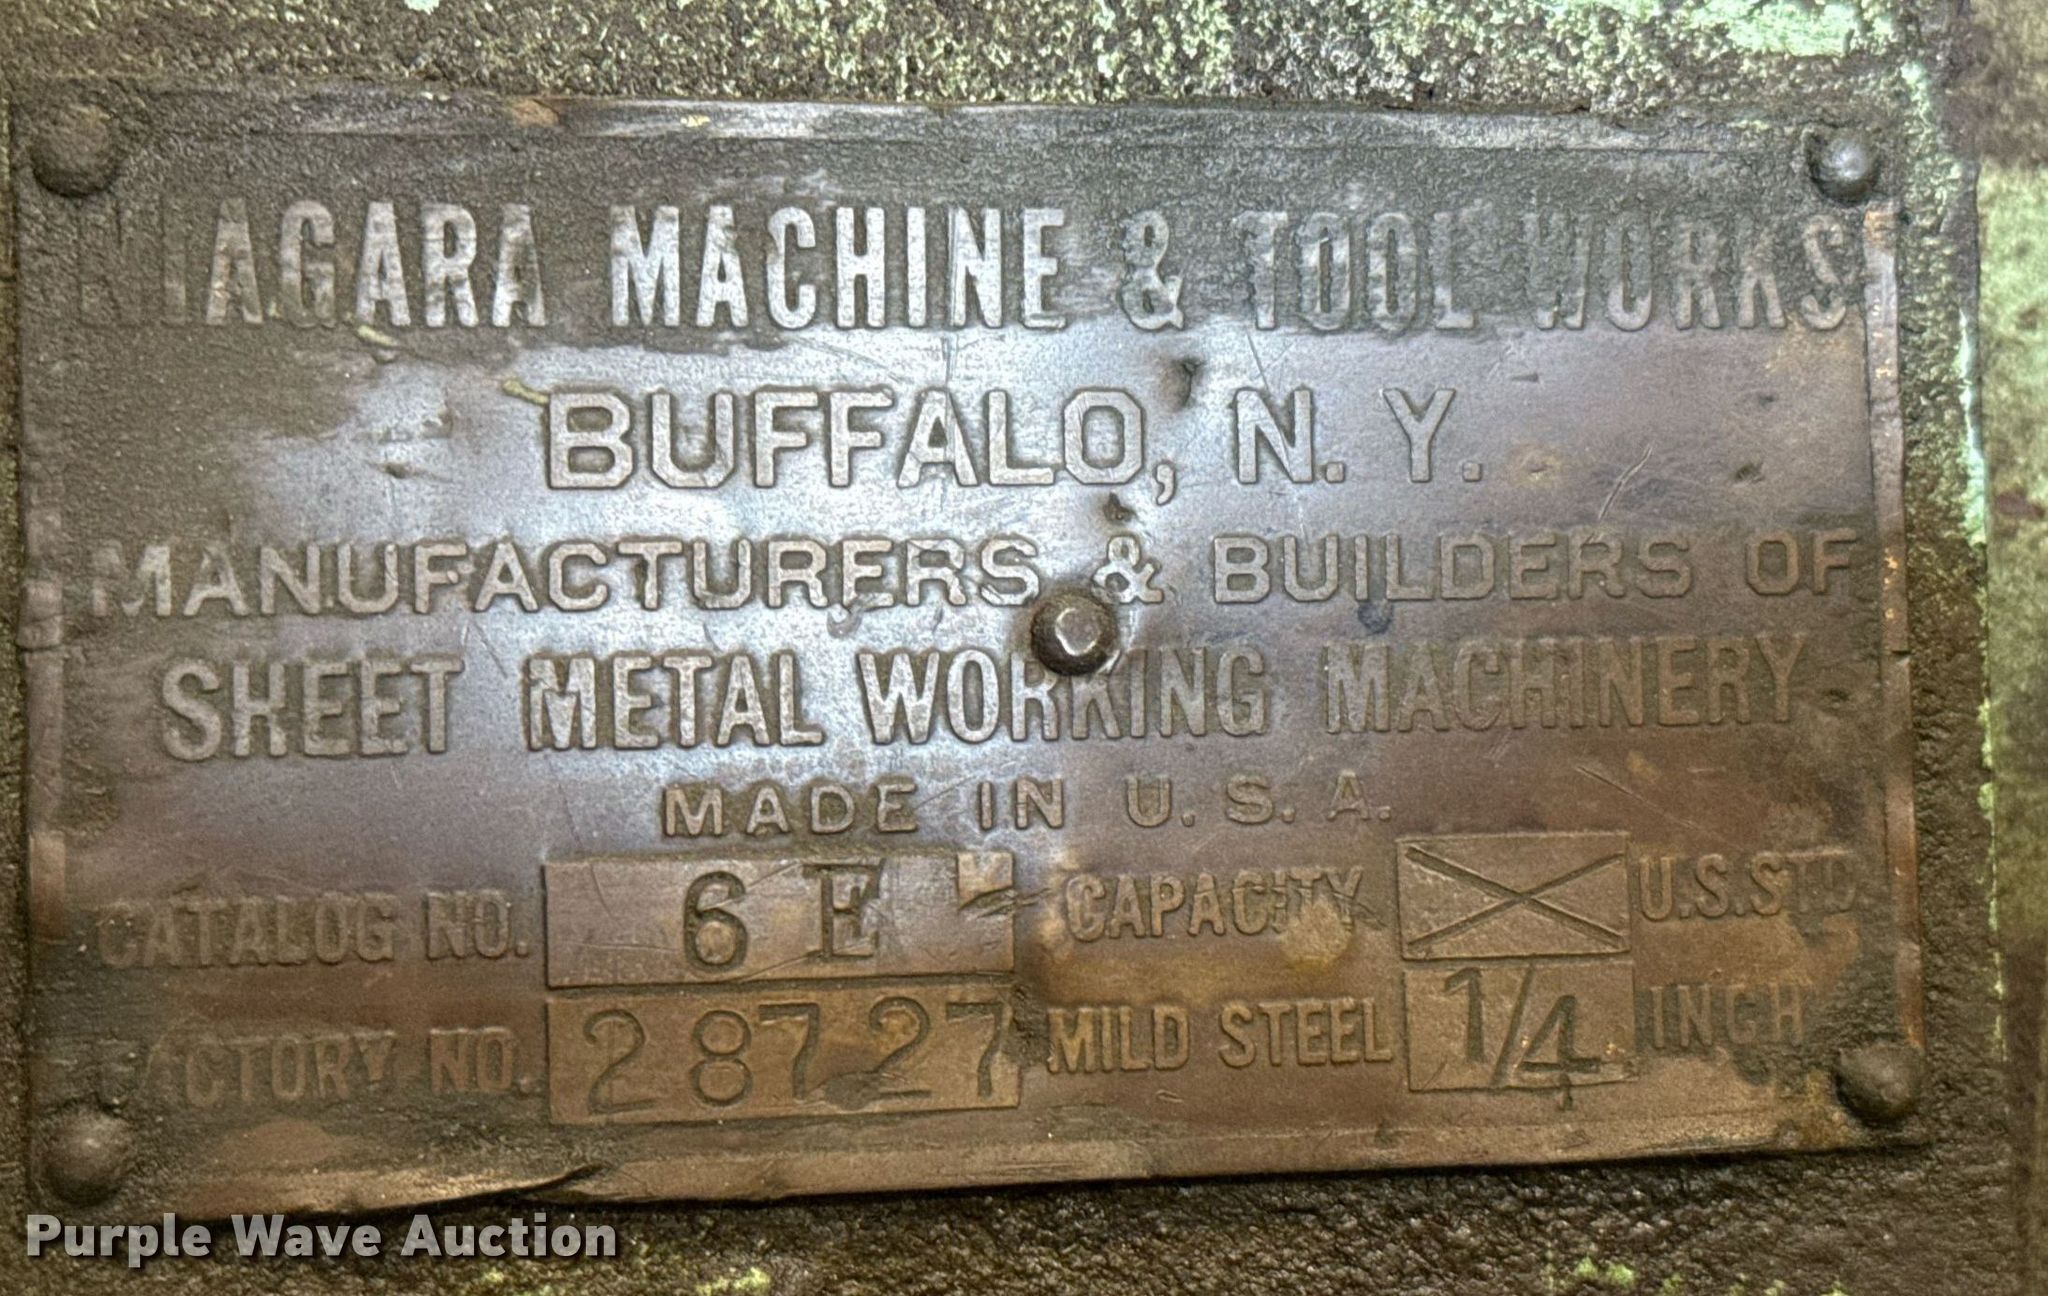 NIAGARA MACHINE & TOOL WORKS
BUFFALO, N. Y.
MANUFACTURERS & BUILDERS OF
SHEET METAL WORKING MACHINERY
MADE IN U. S. A.
CATALOG NO. 6 E CAPACITY U.S.STD.
FACTORY NO. 28727 MILD STEEL 1/4 INCH
Purple Wave Auction